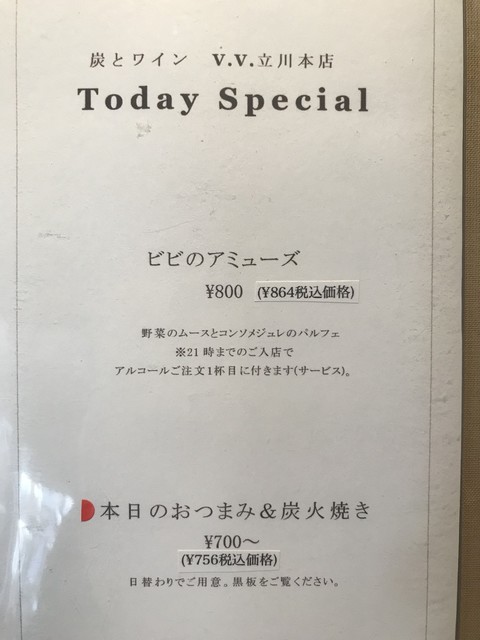 炭とワイン V.V.立川本店
Today Special
ビビのアミューズ
¥800 (¥864税込価格)
野菜のムースとコンソメジュレのパルフェ
※21時までのご入店で
アルコールご注文1杯目に付きます(サービス)。
本日のおつまみ&炭火焼き
¥700〜
(¥756税込価格)
日替わりでご用意。黒板をご覧ください。